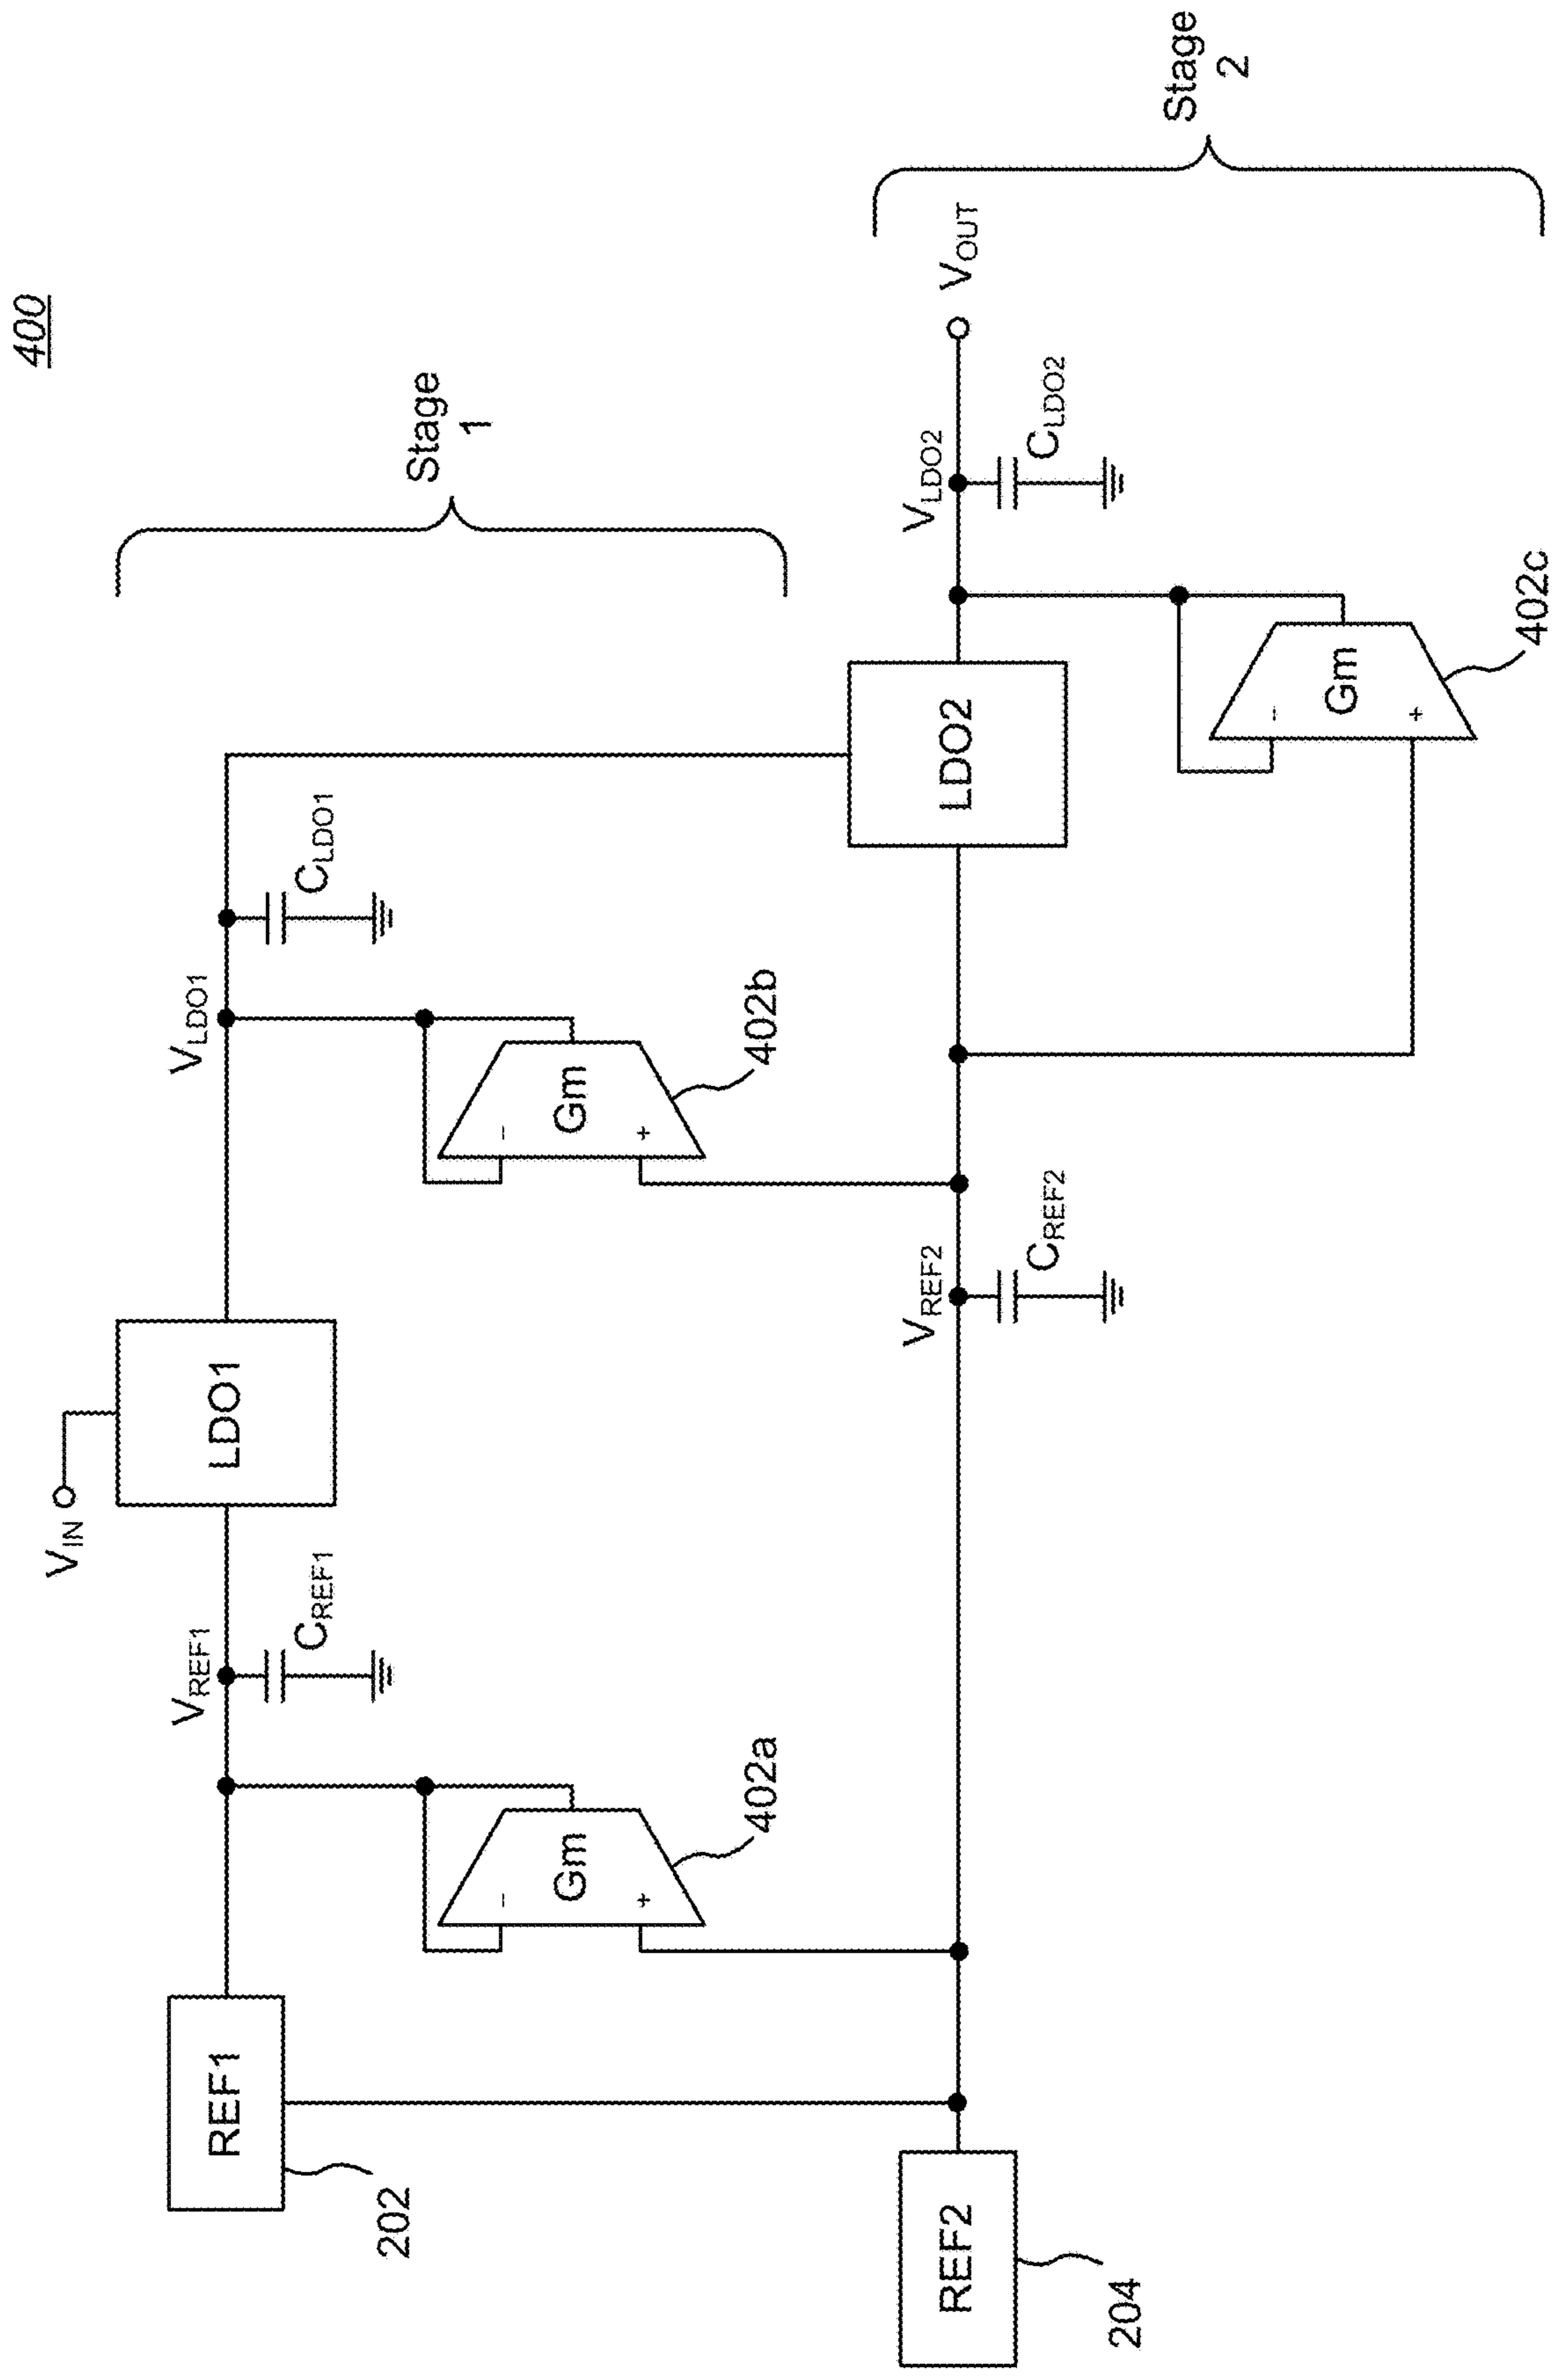 400
Stage
1
Stage
2
VIN
VREF1
CREF1
LDO1
VLDO1
CLDO1
REF1
202
Gm
-
+
402a
Gm
-
+
402b
REF2
204
VREF2
CREF2
LDO2
VLDO2
CLDO2
VOUT
Gm
-
+
402c